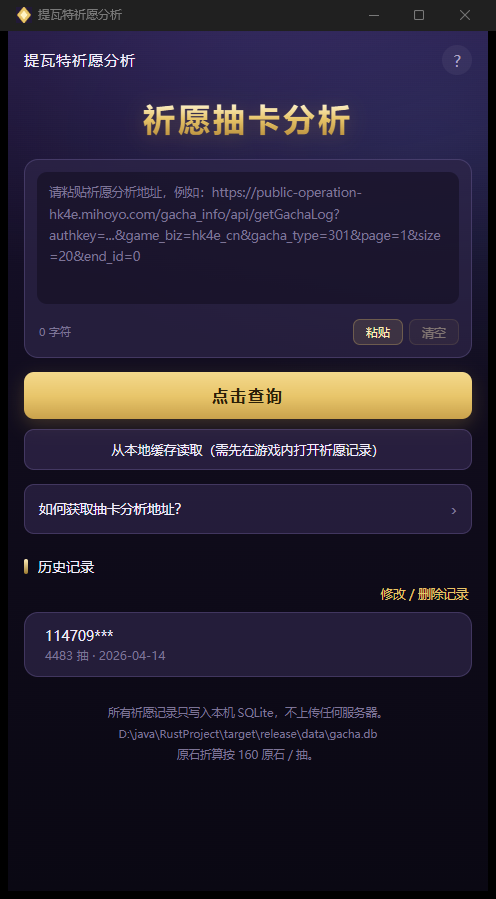 提瓦特祈愿分析
提瓦特祈愿分析
?
祈愿抽卡分析
请粘贴祈愿分析地址，例如：https://public-operation-
hk4e.mihoyo.com/gacha_info/api/getGachaLog?
authkey=...&game_biz=hk4e_cn&gacha_type=301&page=1&size
=20&end_id=0
0 字符
粘贴
清空
点击查询
从本地缓存读取（需先在游戏内打开祈愿记录）
如何获取抽卡分析地址?
历史记录
修改 / 删除记录
114709***
4483 抽 · 2026-04-14
所有祈愿记录只写入本机 SQLite，不上传任何服务器。
D:\java\RustProject\target\release\data\gacha.db
原石折算按 160 原石 / 抽。